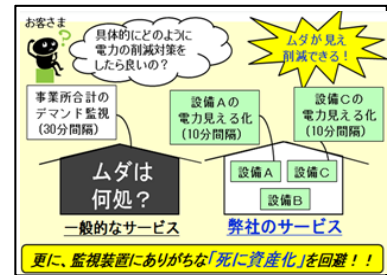 お客さま
?
具体的にどのように
電力の削減対策を
したら良いの?
ムダが見え
削減できる!
事業所合計の
デマンド監視
(30分間隔)
設備Aの
電力見える化
(10分間隔)
設備Cの
電力見える化
(10分間隔)
ムダは
何処?
設備A
設備C
設備B
一般的なサービス
弊社のサービス
更に、監視装置にありがちな「死に資産化」を回避!!